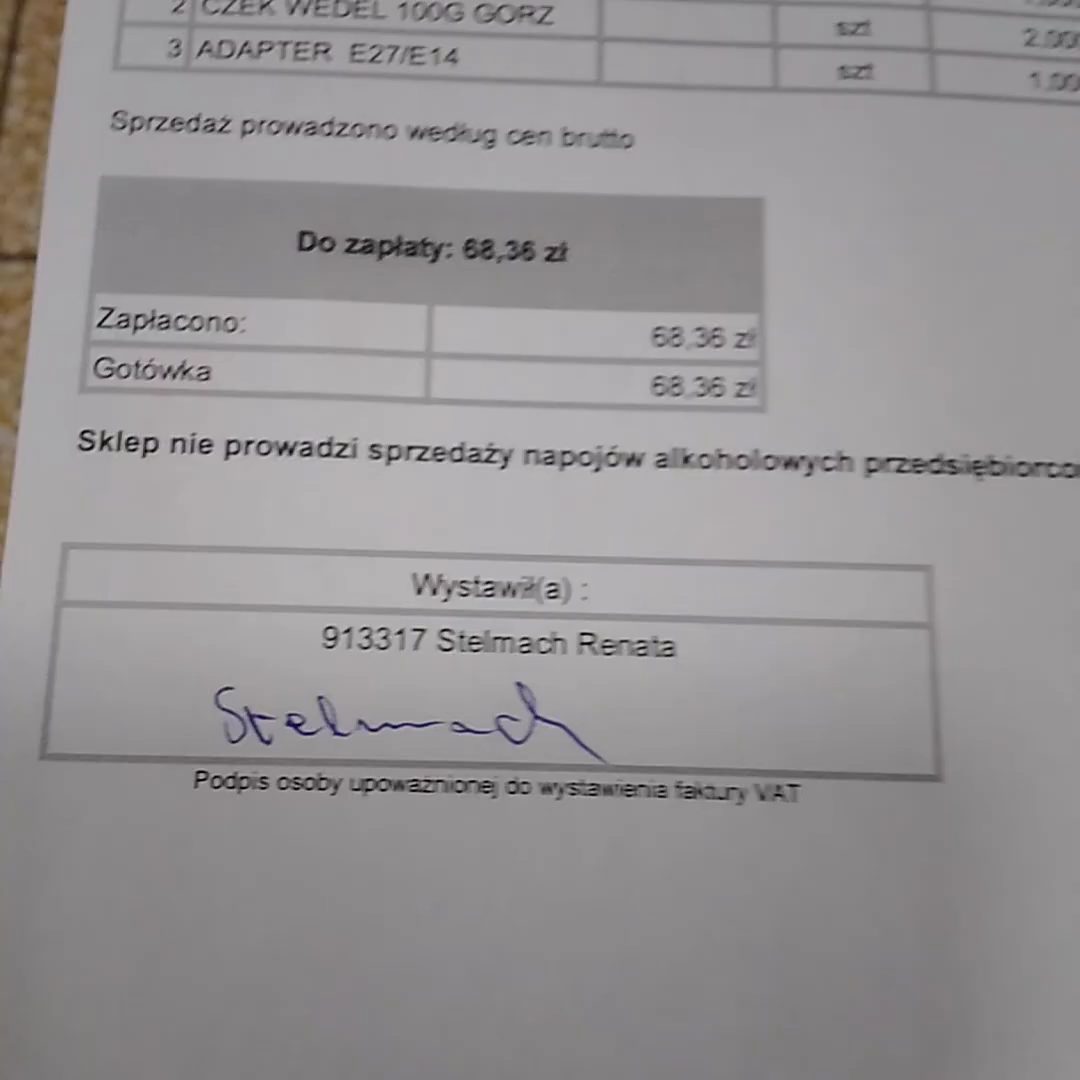 2 CZEK WEDEL 100G GORZ szt 2.00
3 ADAPTER E27/E14 szt 1.00
Sprzedaż prowadzono według cen brutto
Do zapłaty: 68,36 zł
Zapłacono: 68,36 zł
Gotówka 68,36 zł
Sklep nie prowadzi sprzedaży napojów alkoholowych
Wystawił(a) :
913317 Stelmach Renata
Stelmach
Podpis osoby upoważnionej do wystawienia faktury VAT